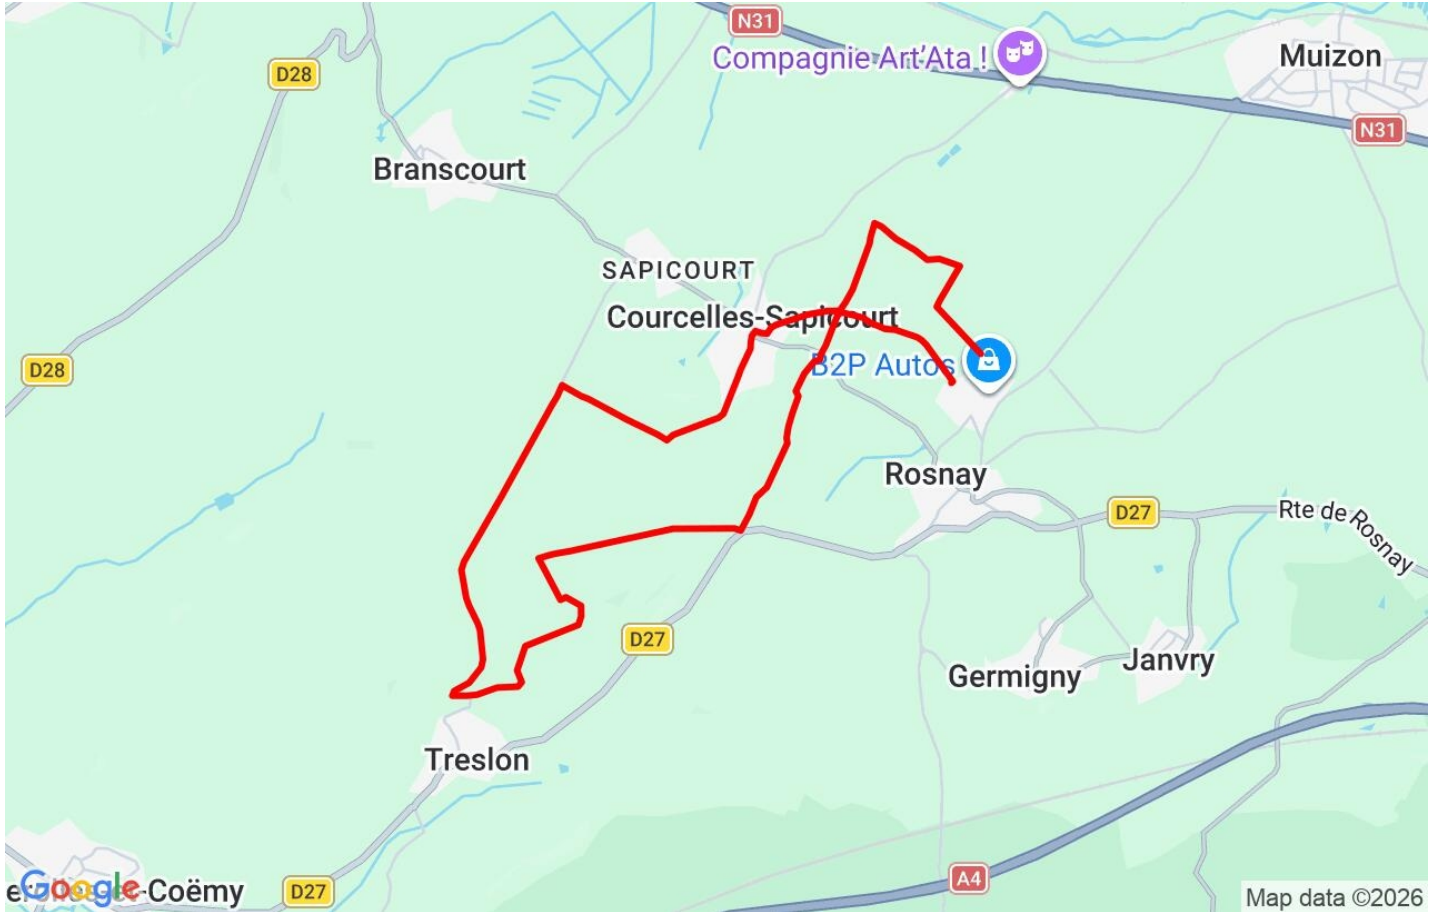 N31
Compagnie Art'Ata !
Muizon
D28
N31
Branscourt
SAPICOURT
Courcelles-Sapicourt
B2P Autos
D28
Rosnay
D27
Rte de Rosnay
D27
Germigny
Janvry
Treslon
A4
Google
-Coëmy
D27
Map data ©2026